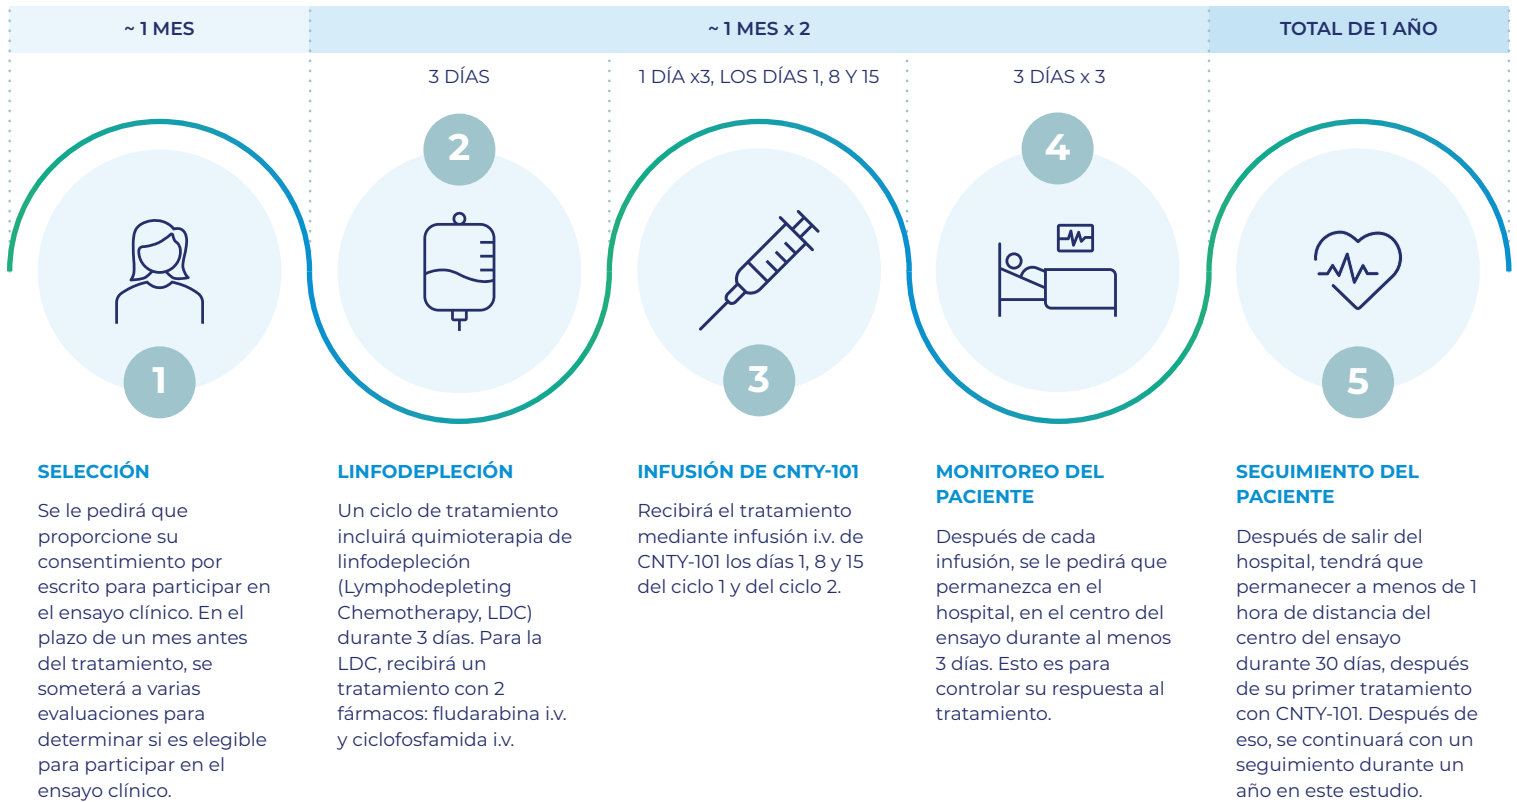 ~ 1 MES
~ 1 MES x 2
TOTAL DE 1 AÑO
3 DÍAS
1 DÍA x3, LOS DÍAS 1, 8 Y 15
3 DÍAS x 3
1
2
3
4
5
SELECCIÓN
Se le pedirá que
proporcione su
consentimiento por
escrito para participar en
el ensayo clínico. En el
plazo de un mes antes
del tratamiento, se
someterá a varias
evaluaciones para
determinar si es elegible
para participar en el
ensayo clínico.
LINFODEPLECIÓN
Un ciclo de tratamiento
incluirá quimioterapia de
linfodepleción
(Lymphodepleting
Chemotherapy, LDC)
durante 3 días. Para la
LDC, recibirá un
tratamiento con 2
fármacos: fludarabina i.v.
y ciclofosfamida i.v.
INFUSIÓN DE CNTY-101
Recibirá el tratamiento
mediante infusión i.v. de
CNTY-101 los días 1, 8 y 15
del ciclo 1 y del ciclo 2.
MONITOREO DEL
PACIENTE
Después de cada
infusión, se le pedirá que
permanezca en el
hospital, en el centro del
ensayo durante al menos
3 días. Esto es para
controlar su respuesta al
tratamiento.
SEGUIMIENTO DEL
PACIENTE
Después de salir del
hospital, tendrá que
permanecer a menos de 1
hora de distancia del
centro del ensayo
durante 30 días, después
de su primer tratamiento
con CNTY-101. Después de
eso, se continuará con un
seguimiento durante un
año en este estudio.